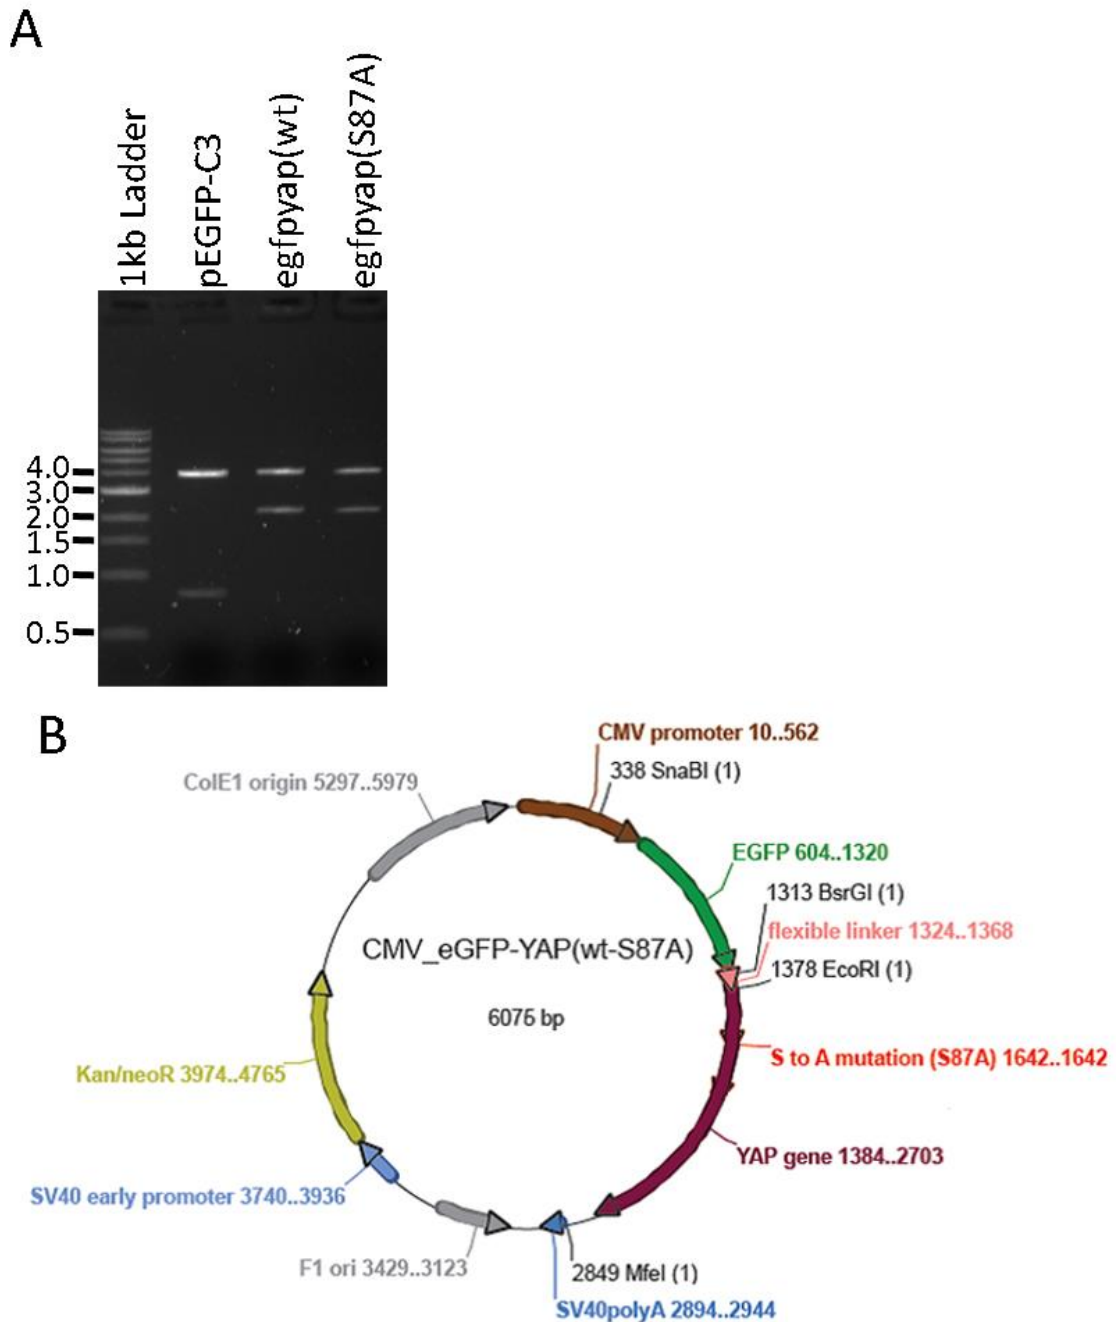 A
1kb Ladder
pEGFP-C3
egfpyap(wt)
egfpyap(S87A)
4.0
3.0
2.0
1.5
1.0
0.5
B
CMV promoter 10..562
338 SnaBI (1)
ColE1 origin 5297..5979
EGFP 604..1320
1313 BsrGI (1)
flexible linker 1324..1368
1378 EcoRI (1)
CMV_eGFP-YAP(wt-S87A)
6075 bp
S to A mutation (S87A) 1642..1642
Kan/neoR 3974..4765
YAP gene 1384..2703
SV40 early promoter 3740..3936
F1 ori 3429..3123
2849 MfeI (1)
SV40polyA 2894..2944